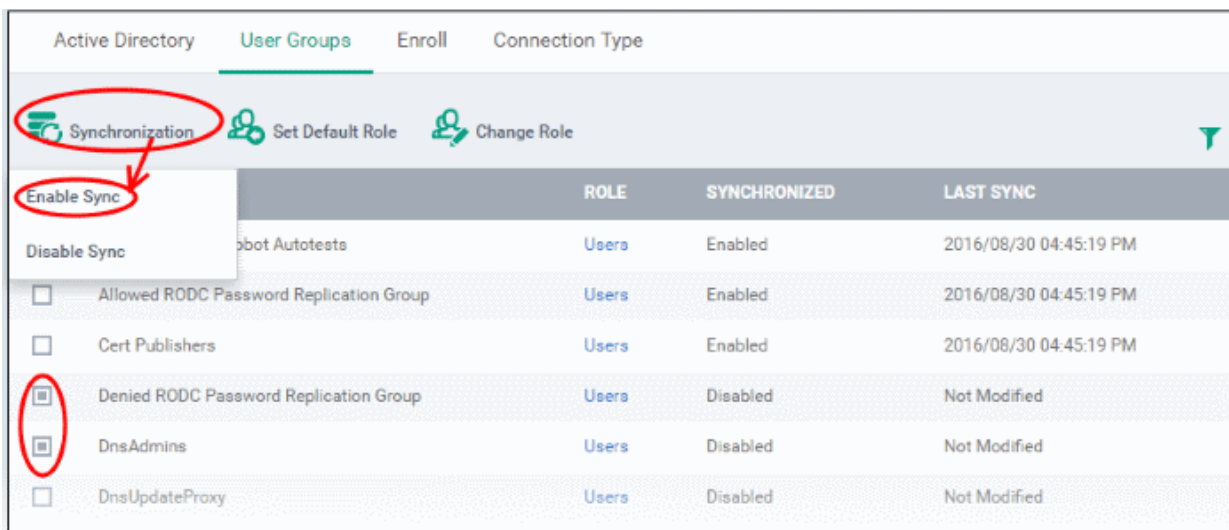 Active Directory User Groups Enroll Connection Type
Synchronization Set Default Role Change Role
Enable Sync ROLE SYNCHRONIZED LAST SYNC
Disable Sync Autotests Users Enabled 2016/08/30 04:45:19 PM
Allowed RODC Password Replication Group Users Enabled 2016/08/30 04:45:19 PM
Cert Publishers Users Enabled 2016/08/30 04:45:19 PM
Denied RODC Password Replication Group Users Disabled Not Modified
DnsAdmins Users Disabled Not Modified
DnsUpdateProxy Users Disabled Not Modified